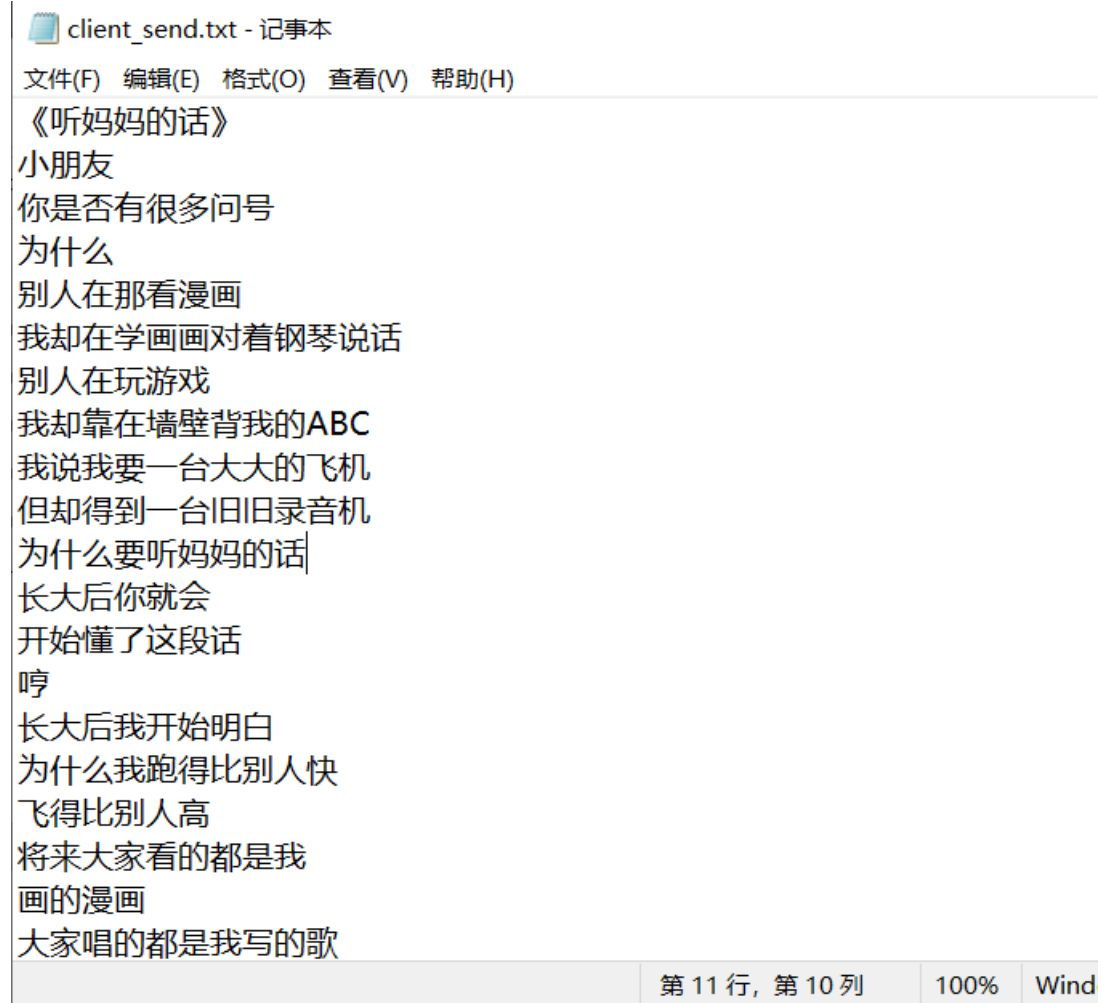 client_send.txt - 记事本
文件(F) 编辑(E) 格式(O) 查看(V) 帮助(H)
《听妈妈的话》
小朋友
你是否有很多问号
为什么
别人在那看漫画
我却在学画画对着钢琴说话
别人在玩游戏
我却靠在墙壁背我的ABC
我说我要一台大大的飞机
但却得到一台旧旧录音机
为什么要听妈妈的话
长大后你就会
开始懂了这段话
哼
长大后我开始明白
为什么我跑得比别人快
飞得比别人高
将来大家看的都是我
画的漫画
大家唱的都是我写的歌
第 11 行，第 10 列 100% Wind